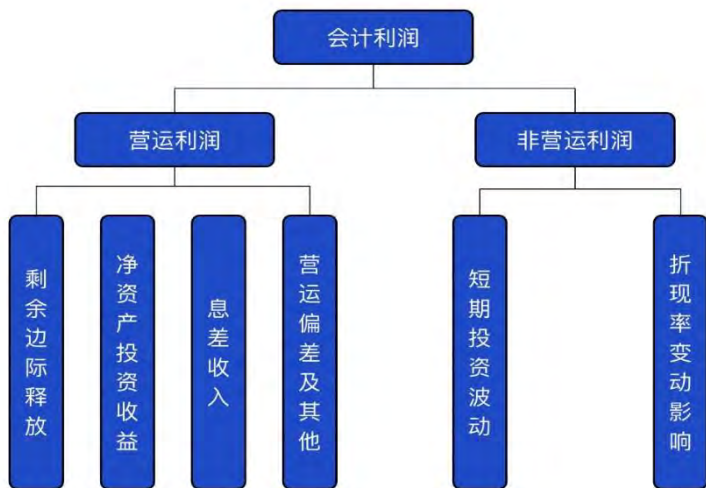 会计利润
营运利润
非营运利润
剩余边际释放
净资产投资收益
息差收入
营运偏差及其他
短期投资波动
折现率变动影响